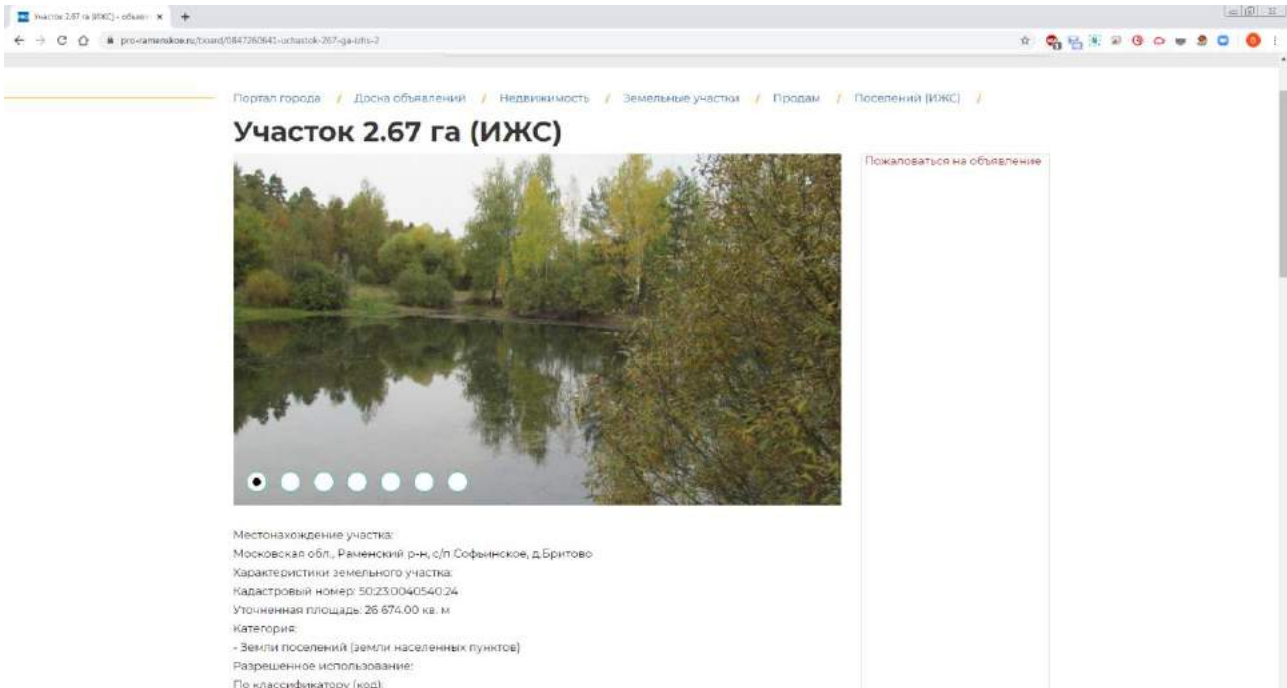 Участок 2.67 га (ИЖС) - объявл
pro-ramenskoe.ru/board/0847260641-uchastok-267-ga-izhs-2
Портал города / Доска объявлений / Недвижимость / Земельные участки / Продам / Поселений (ИЖС) /
Участок 2.67 га (ИЖС)
Пожаловаться на объявление
Местонахождение участка:
Московская обл., Раменский р-н, с/п Софьинское, д.Бритово
Характеристики земельного участка:
Кадастровый номер: 50:23:0040540:24
Уточненная площадь: 26 674.00 кв. м
Категория:
- Земли поселений (земли населенных пунктов)
Разрешенное использование:
По классификатору (код):